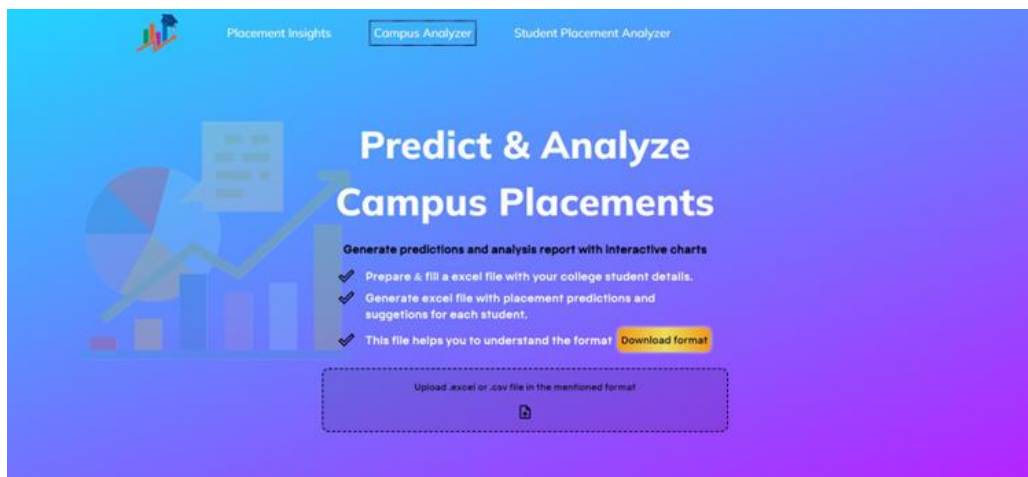 Placement Insights
Campus Analyzer
Student Placement Analyzer
Predict & Analyze
Campus Placements
Generate predictions and analysis report with interactive charts
Prepare & fill a excel file with your college student details.
Generate excel file with placement predictions and
suggetions for each student.
This file helps you to understand the format
Download format
Upload .excel or .csv file in the mentioned format